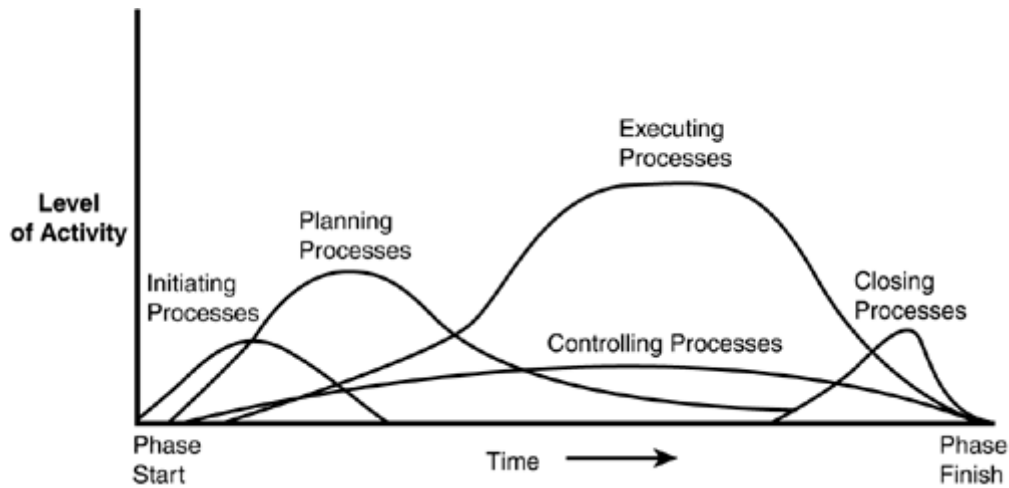 Executing
Processes
Level
of Activity
Planning
Processes
Initiating
Processes
Closing
Processes
Controlling Processes
Phase
Start
Time
Phase
Finish